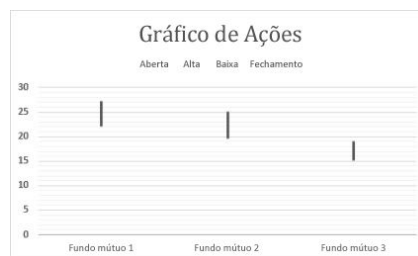 Gráfico de Ações
Aberta Alta Baixa Fechamento
30
25
20
15
10
5
0
Fundo mútuo 1 Fundo mútuo 2 Fundo mútuo 3